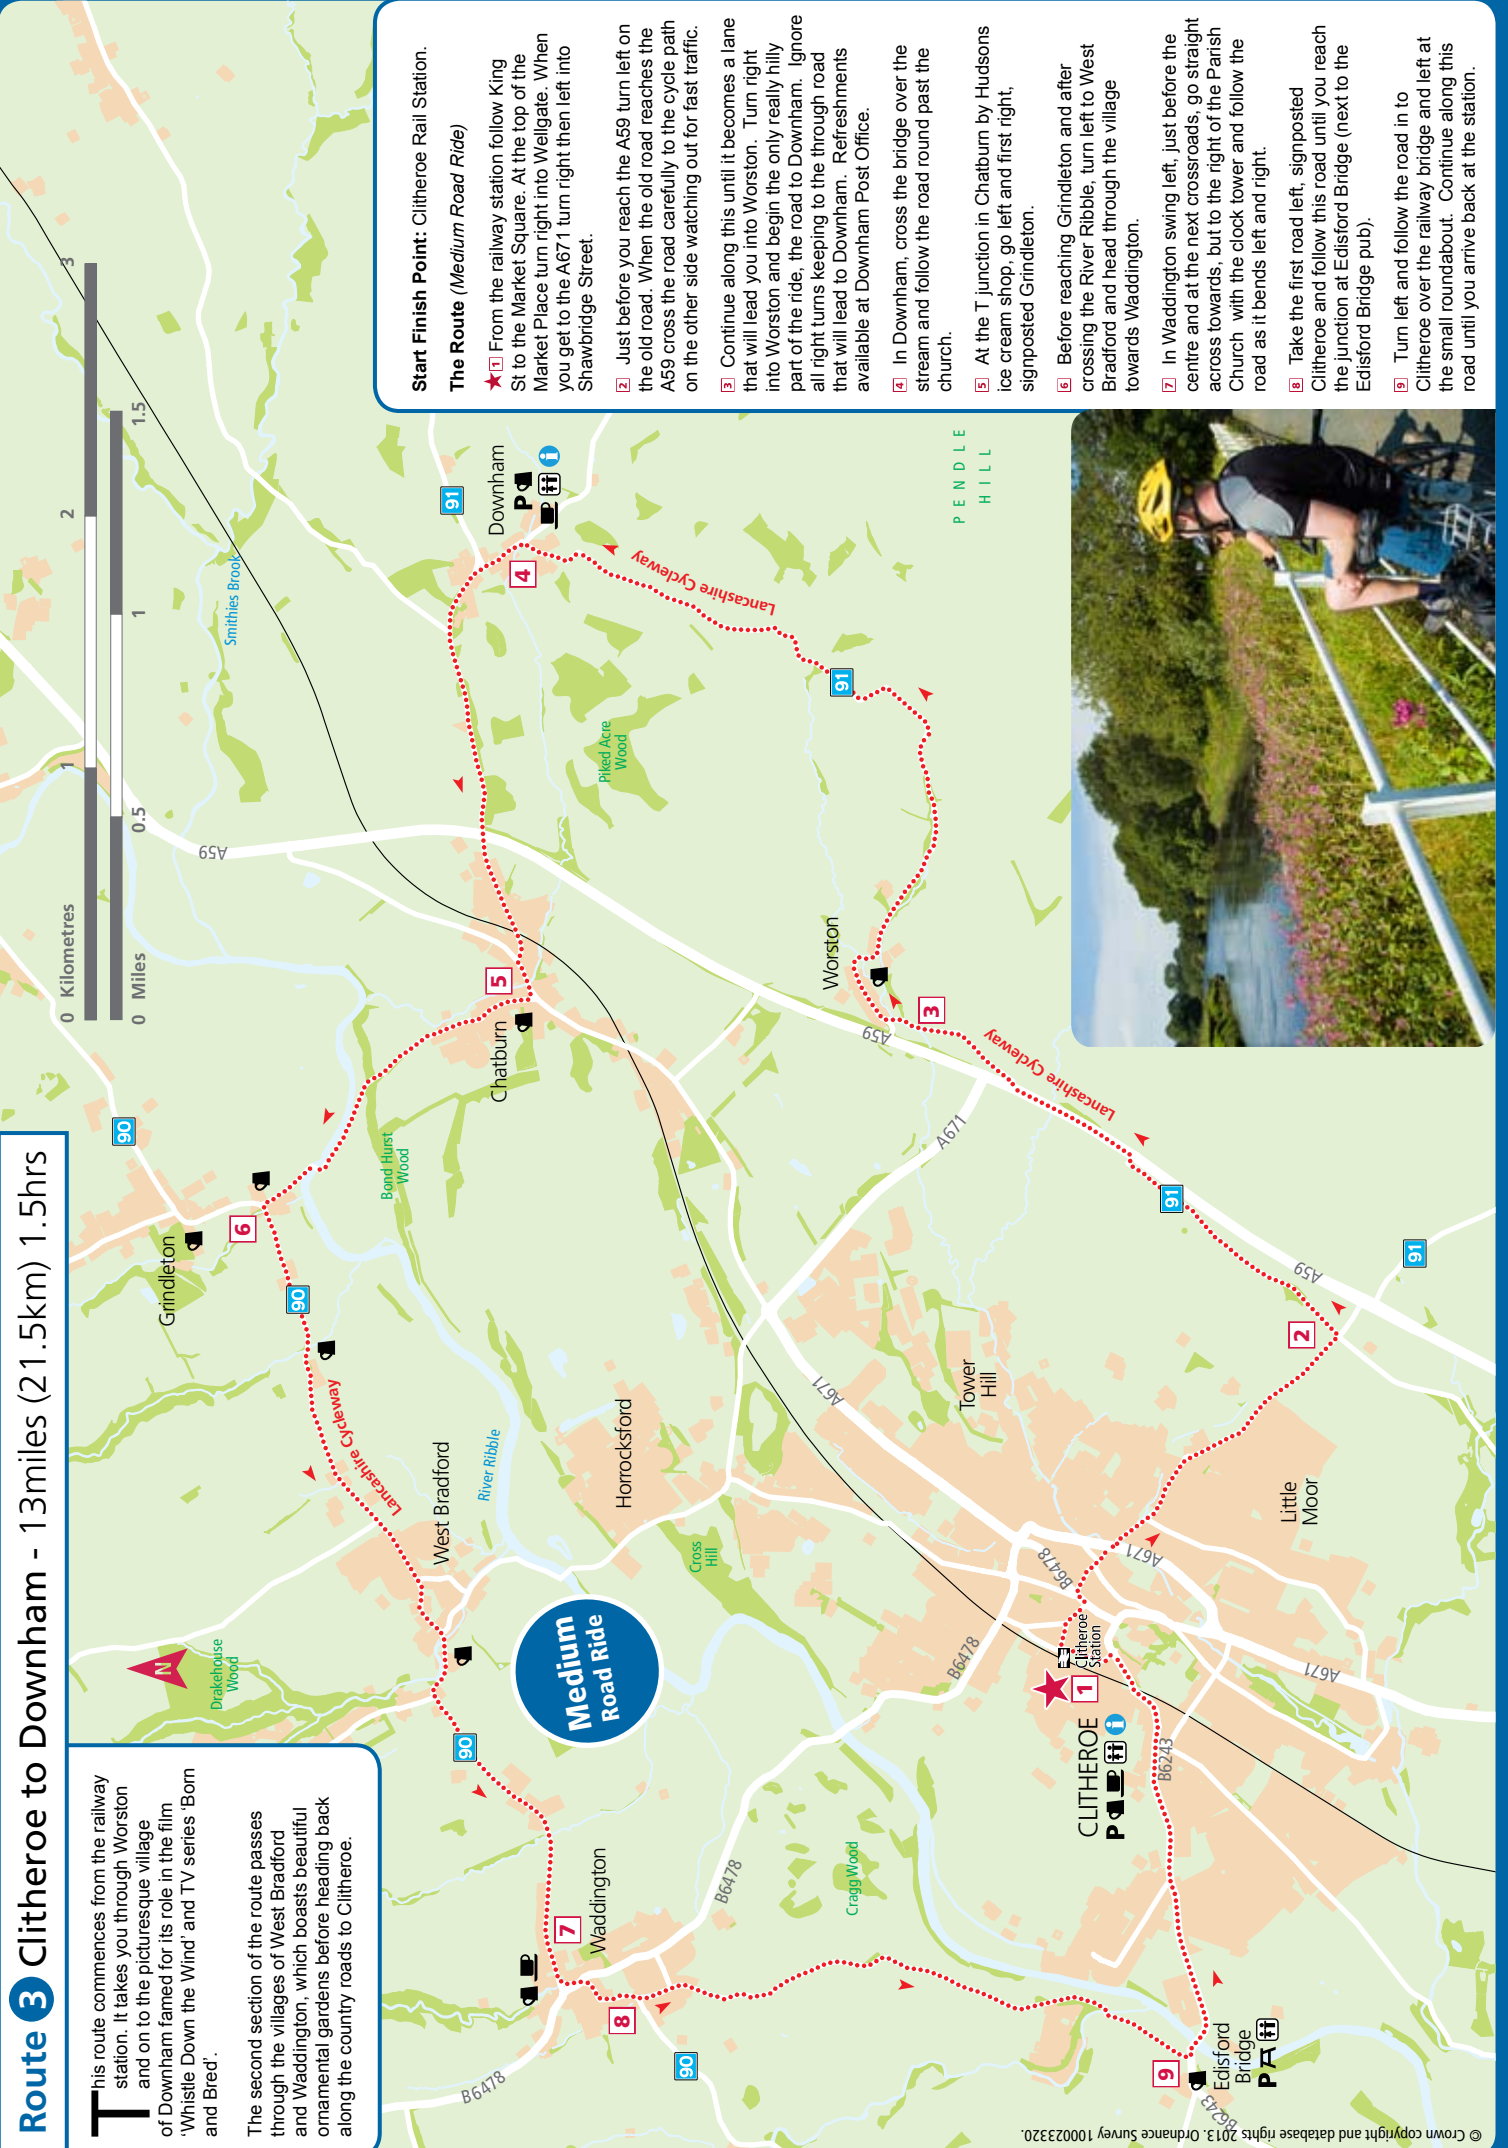 Route 3 Clitheroe to Downham - 13miles (21.5km) 1.5hrs
This route commences from the railway
station. It takes you through Worston
and on to the picturesque village
of Downham famed for its role in the film
‘Whistle Down the Wind’ and TV series ‘Born
and Bred’.
The second section of the route passes
through the villages of West Bradford
and Waddington, which boasts beautiful
ornamental gardens before heading back
along the country roads to Clitheroe.
0 Kilometres 1 2 3
0 Miles 0.5 1 1.5
N
Drakehouse
Wood
Grindleton
90
6
90
Lancashire Cycleway
West Bradford
River Ribble
90
Medium
Road Ride
Bond Hurst
Wood
Chatburn
5
A59
Smithies Brook
91
Downham
P i
4
Lancashire Cycleway
Piked Acre
Wood
91
PENDLE
HILL
Worston
3
A59
Lancashire Cycleway
A671
91
A59
91
2
Horrocksford
Cross
Hill
A671
Tower
Hill
Little
Moor
B6478
A671
B6478
Clitheroe
Station
1
CLITHEROE
P i
B6243
A671
Waddington
7
B6478
Cragg Wood
8
90
B6478
9
Edisford
Bridge
P
B6243
Start Finish Point: Clitheroe Rail Station.
The Route (Medium Road Ride)
1 From the railway station follow King
St to the Market Square. At the top of the
Market Place turn right into Wellgate. When
you get to the A671 turn right then left into
Shawbridge Street.
2 Just before you reach the A59 turn left on
the old road. When the old road reaches the
A59 cross the road carefully to the cycle path
on the other side watching out for fast traffic.
3 Continue along this until it becomes a lane
that will lead you into Worston. Turn right
into Worston and begin the only really hilly
part of the ride, the road to Downham. Ignore
all right turns keeping to the through road
that will lead to Downham. Refreshments
available at Downham Post Office.
4 In Downham, cross the bridge over the
stream and follow the road round past the
church.
5 At the T junction in Chatburn by Hudsons
ice cream shop, go left and first right,
signposted Grindleton.
6 Before reaching Grindleton and after
crossing the River Ribble, turn left to West
Bradford and head through the village
towards Waddington.
7 In Waddington swing left, just before the
centre and at the next crossroads, go straight
across towards, but to the right of the Parish
Church with the clock tower and follow the
road as it bends left and right.
8 Take the first road left, signposted
Clitheroe and follow this road until you reach
the junction at Edisford Bridge (next to the
Edisford Bridge pub).
9 Turn left and follow the road in to
Clitheroe over the railway bridge and left at
the small roundabout. Continue along this
road until you arrive back at the station.
© Crown copyright and database rights 2013. Ordnance Survey 100023320.